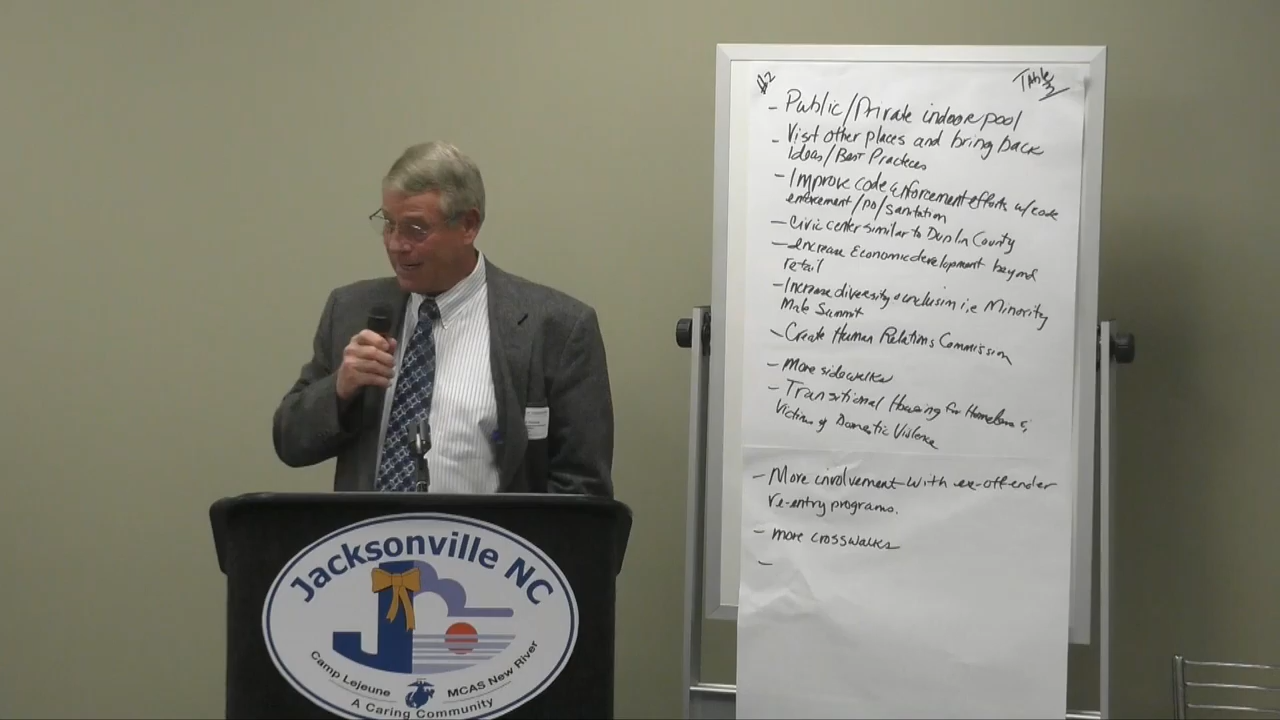 #2
Table
- Public/Private indoor pool
- Visit other places and bring back
Ideas/Best Practices
- Improve code enforcement efforts w/code
enforcement/PD/sanitation
- Civic center similar to Duplin County
- Increase Economic development beyond
retail
- Increase diversity & inclusion i.e Minority
Male Summit
- Create Human Relations Commission
- More sidewalks
- Transitional Housing for Homeless &
Victims of Domestic Violence
- More involvement with ex-offender
re-entry programs.
- more crosswalks
-
Jacksonville NC
Camp Lejeune
MCAS New River
A Caring Community